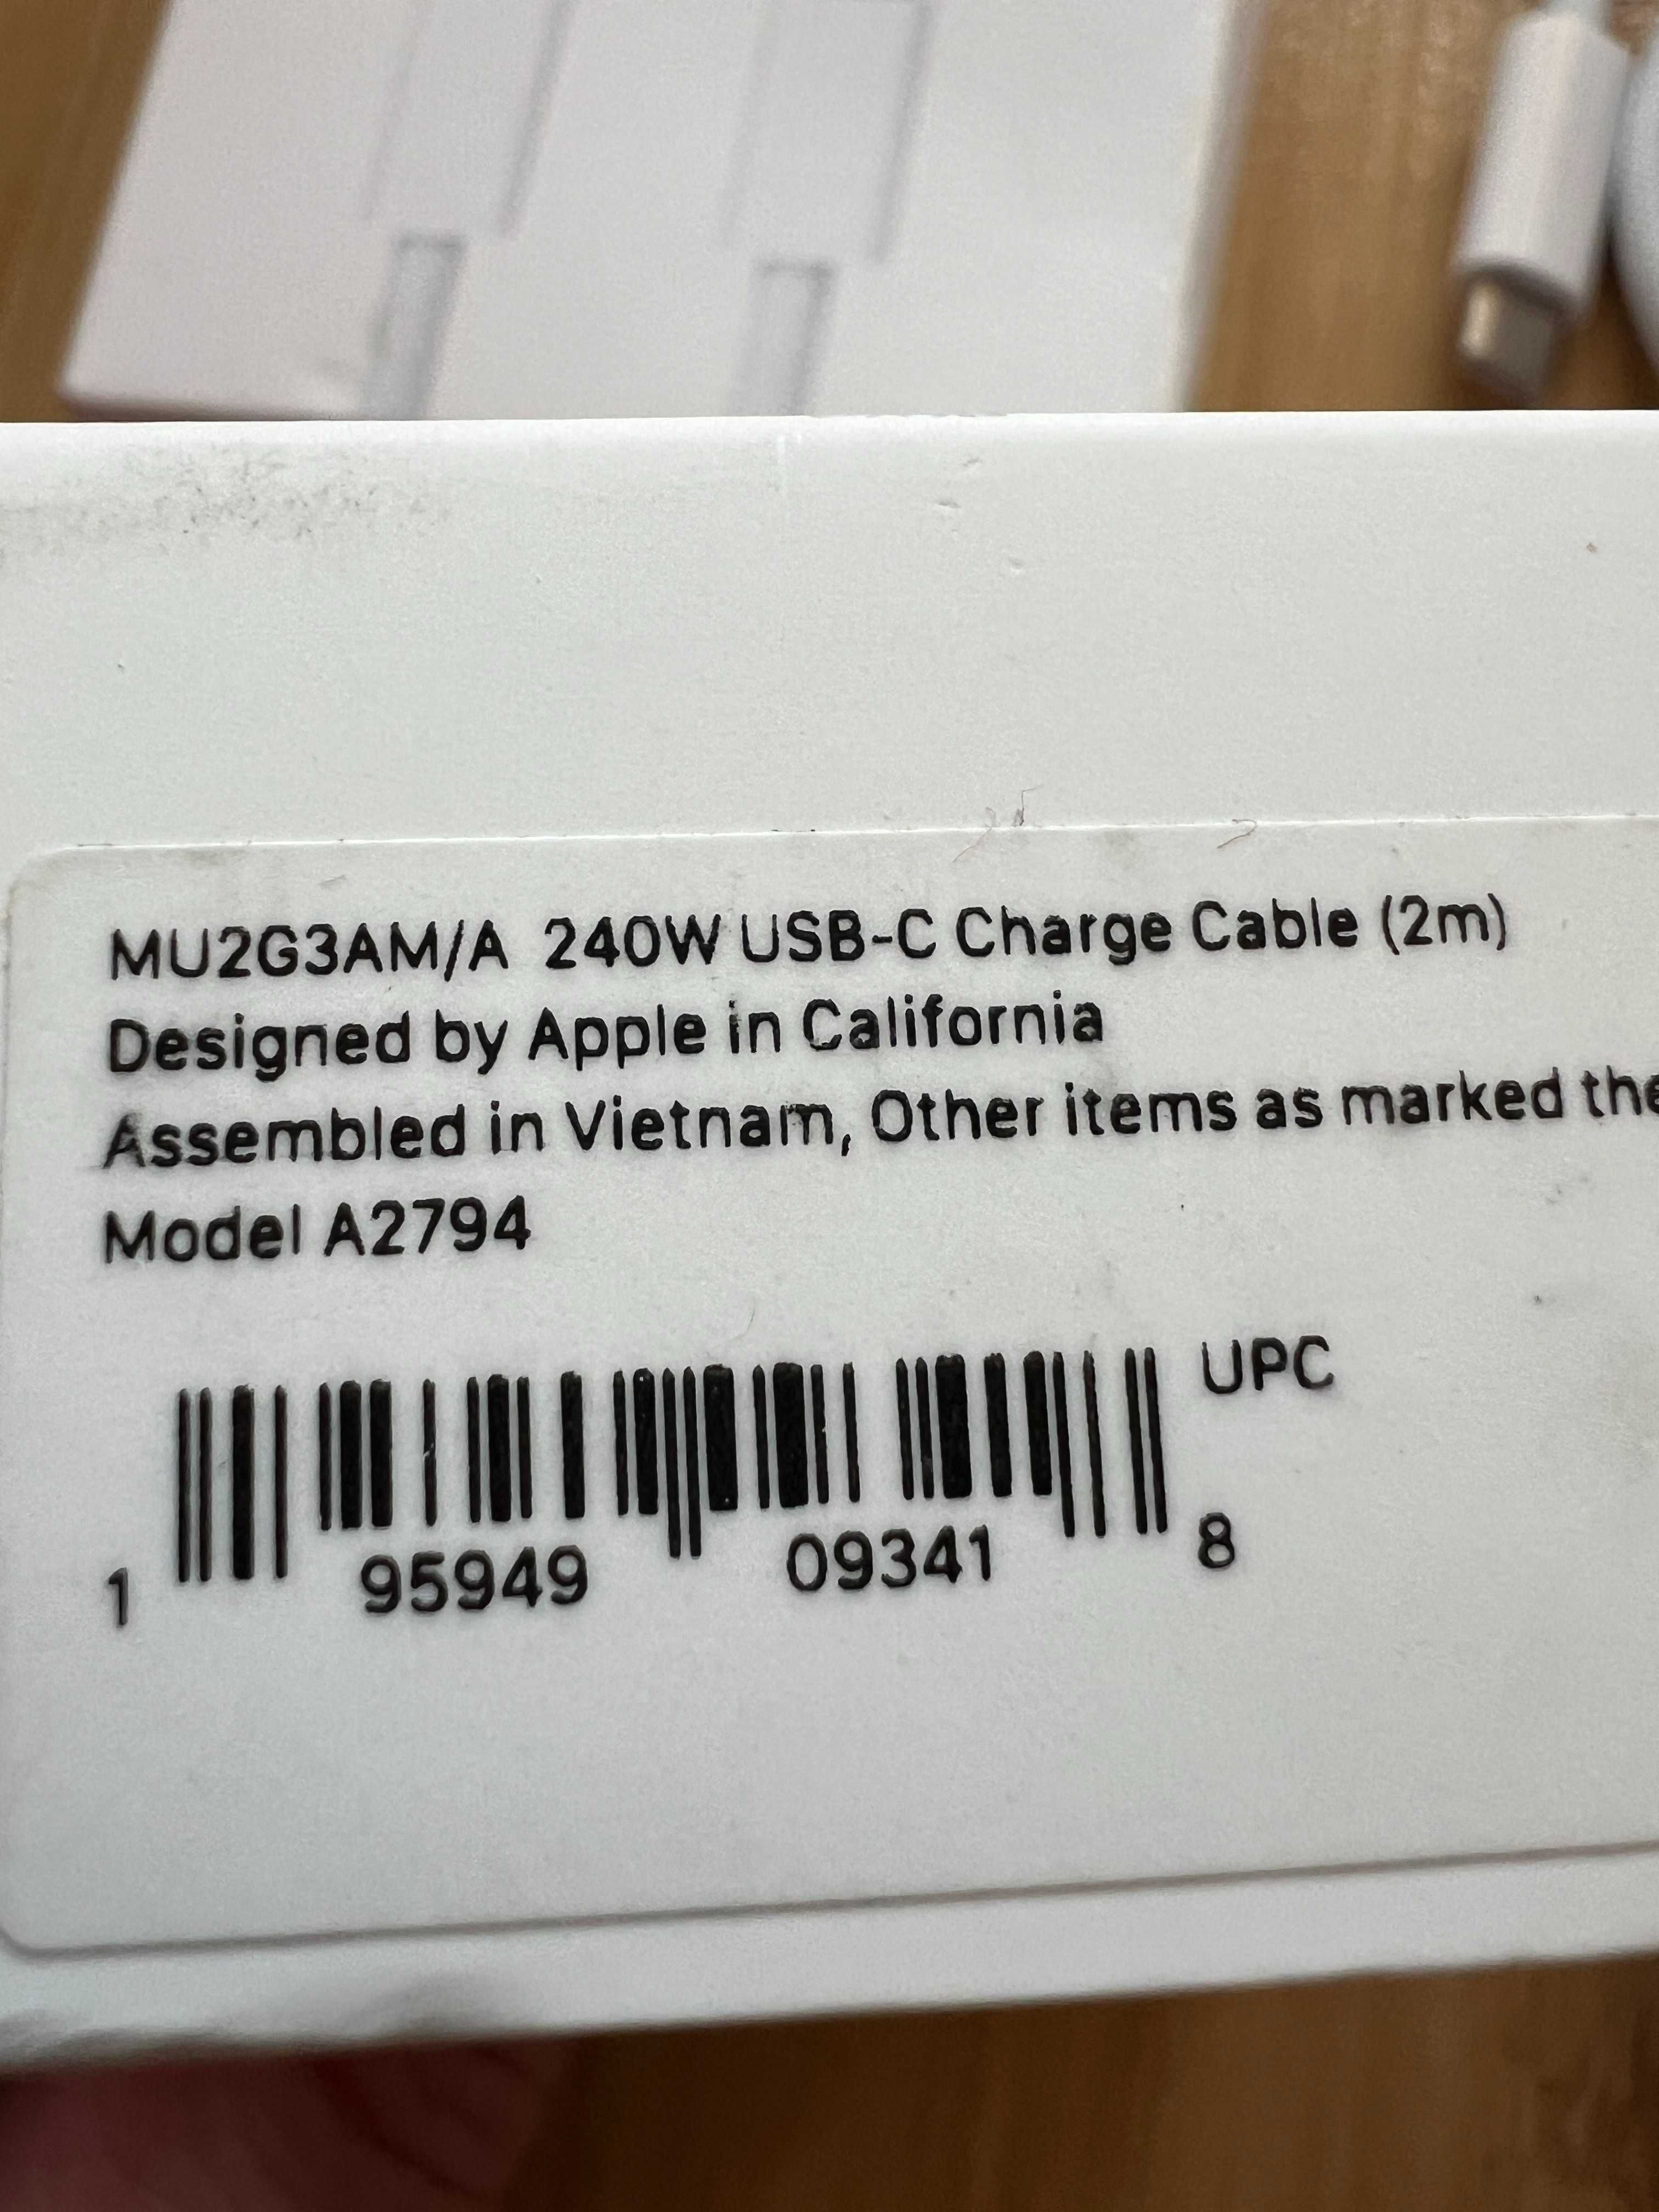 MU2G3AM/A 240W USB-C Charge Cable (2m)
Designed by Apple in California
Assembled in Vietnam, Other items as marked the
Model A2794
UPC
1 95949 09341 8